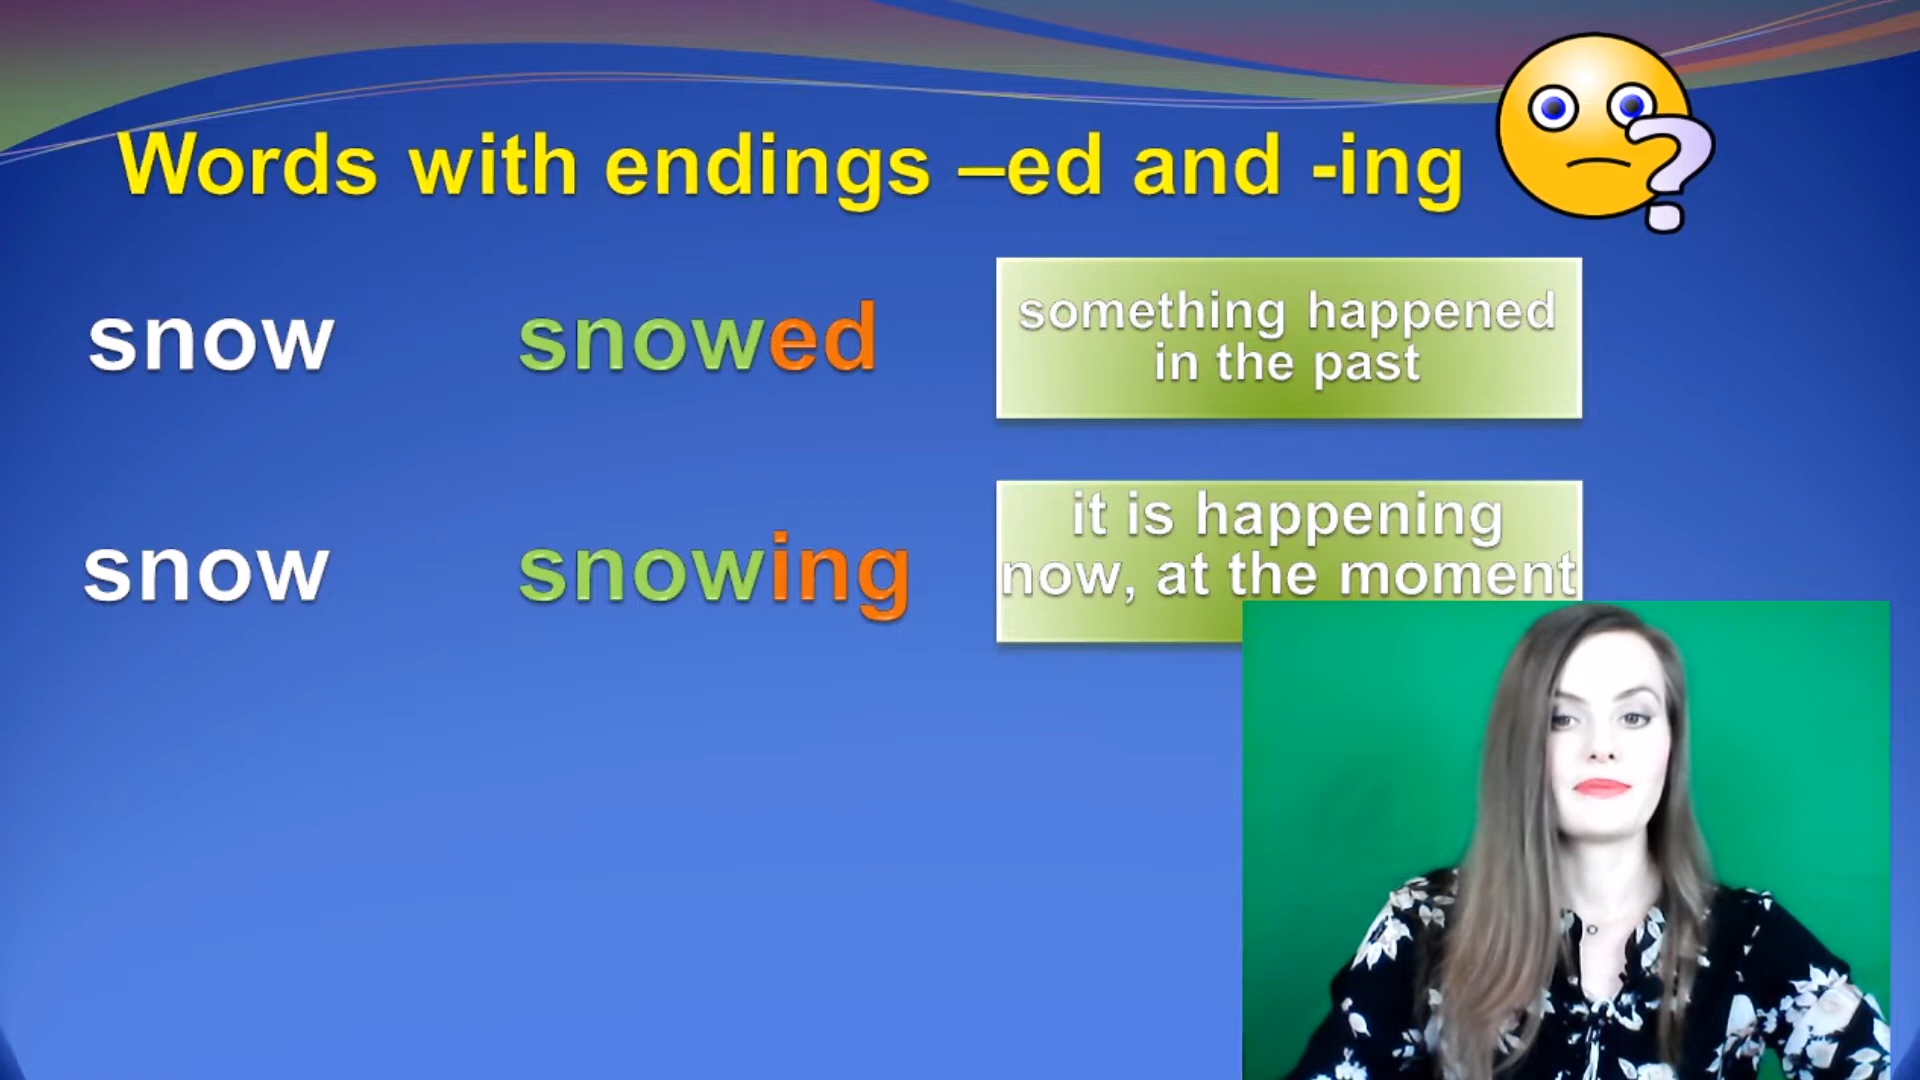 Words with endings –ed and -ing
snow snowed
something happened
in the past
snow snowing
it is happening
now, at the moment